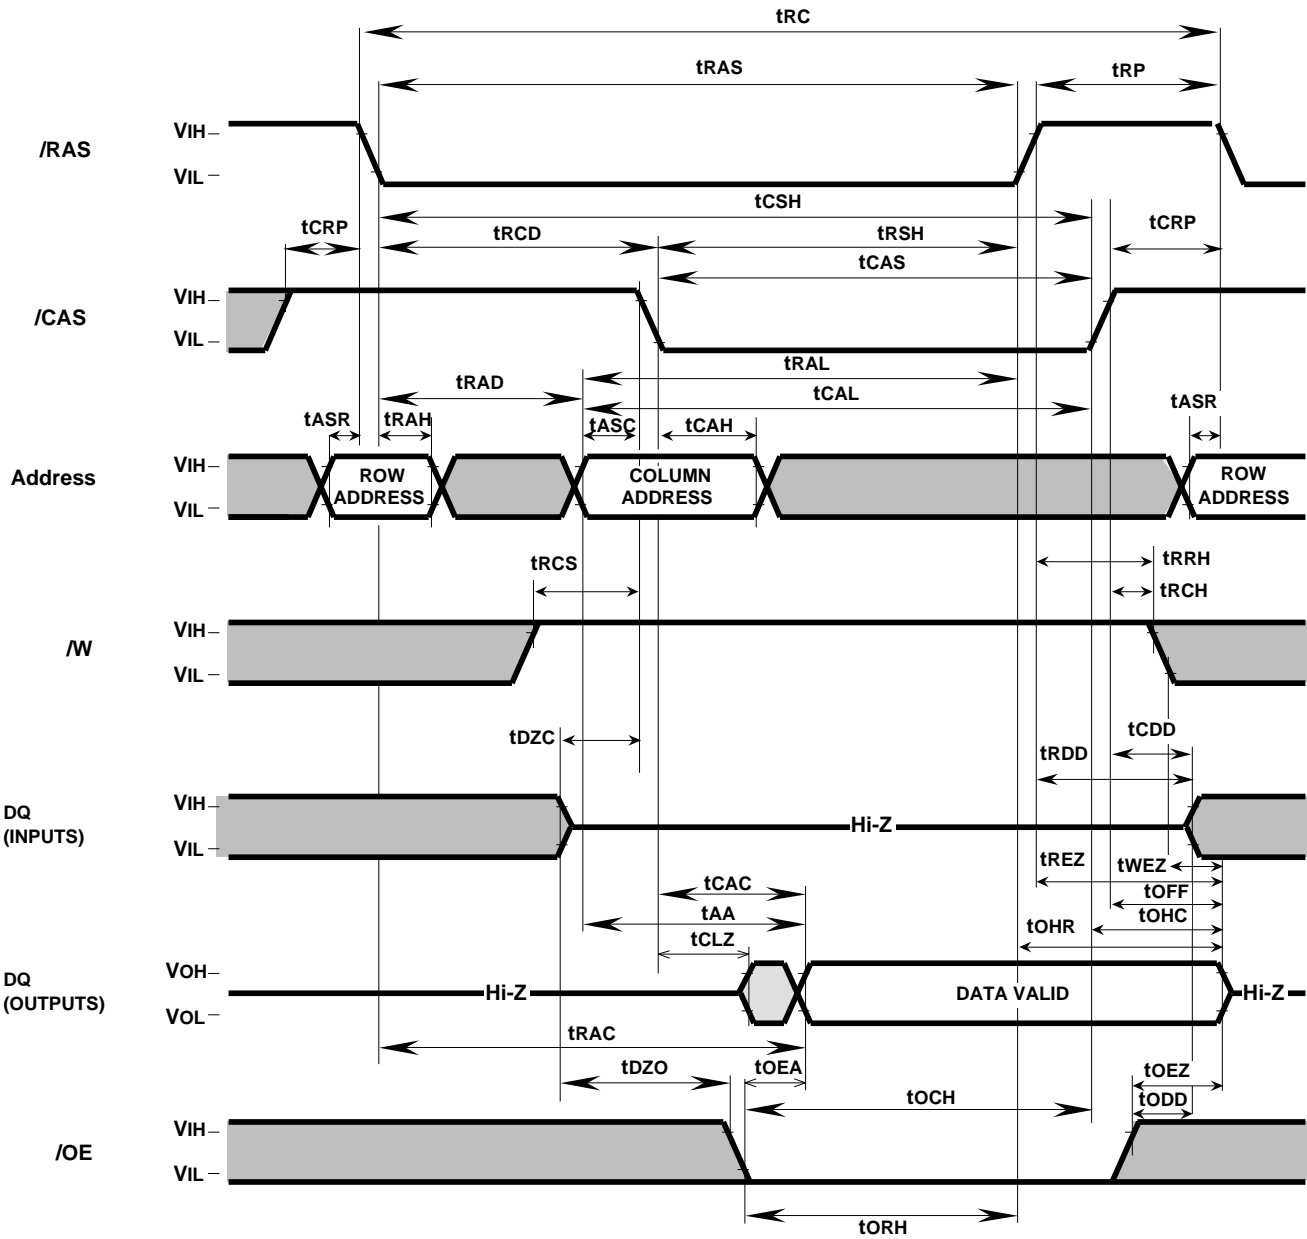 tRC
tRAS
tRP
/RAS
VIH
VIL
tCSH
tCRP
tRCD
tRSH
tCRP
tCAS
/CAS
VIH
VIL
tRAL
tRAD
tCAL
tASR
tRAH
tASC
tCAH
tASR
Address
VIH
VIL
ROW
ADDRESS
COLUMN
ADDRESS
ROW
ADDRESS
tRRH
tRCS
tRCH
/W
VIH
VIL
tCDD
tDZC
tRDD
DQ
(INPUTS)
VIH
VIL
Hi-Z
tREZ
tWEZ
tCAC
tOFF
tAA
tOHC
tOHR
tCLZ
DQ
(OUTPUTS)
VOH
VOL
Hi-Z
DATA VALID
Hi-Z
tRAC
tDZO
tOEA
tOEZ
tOCH
tODD
/OE
VIH
VIL
tORH